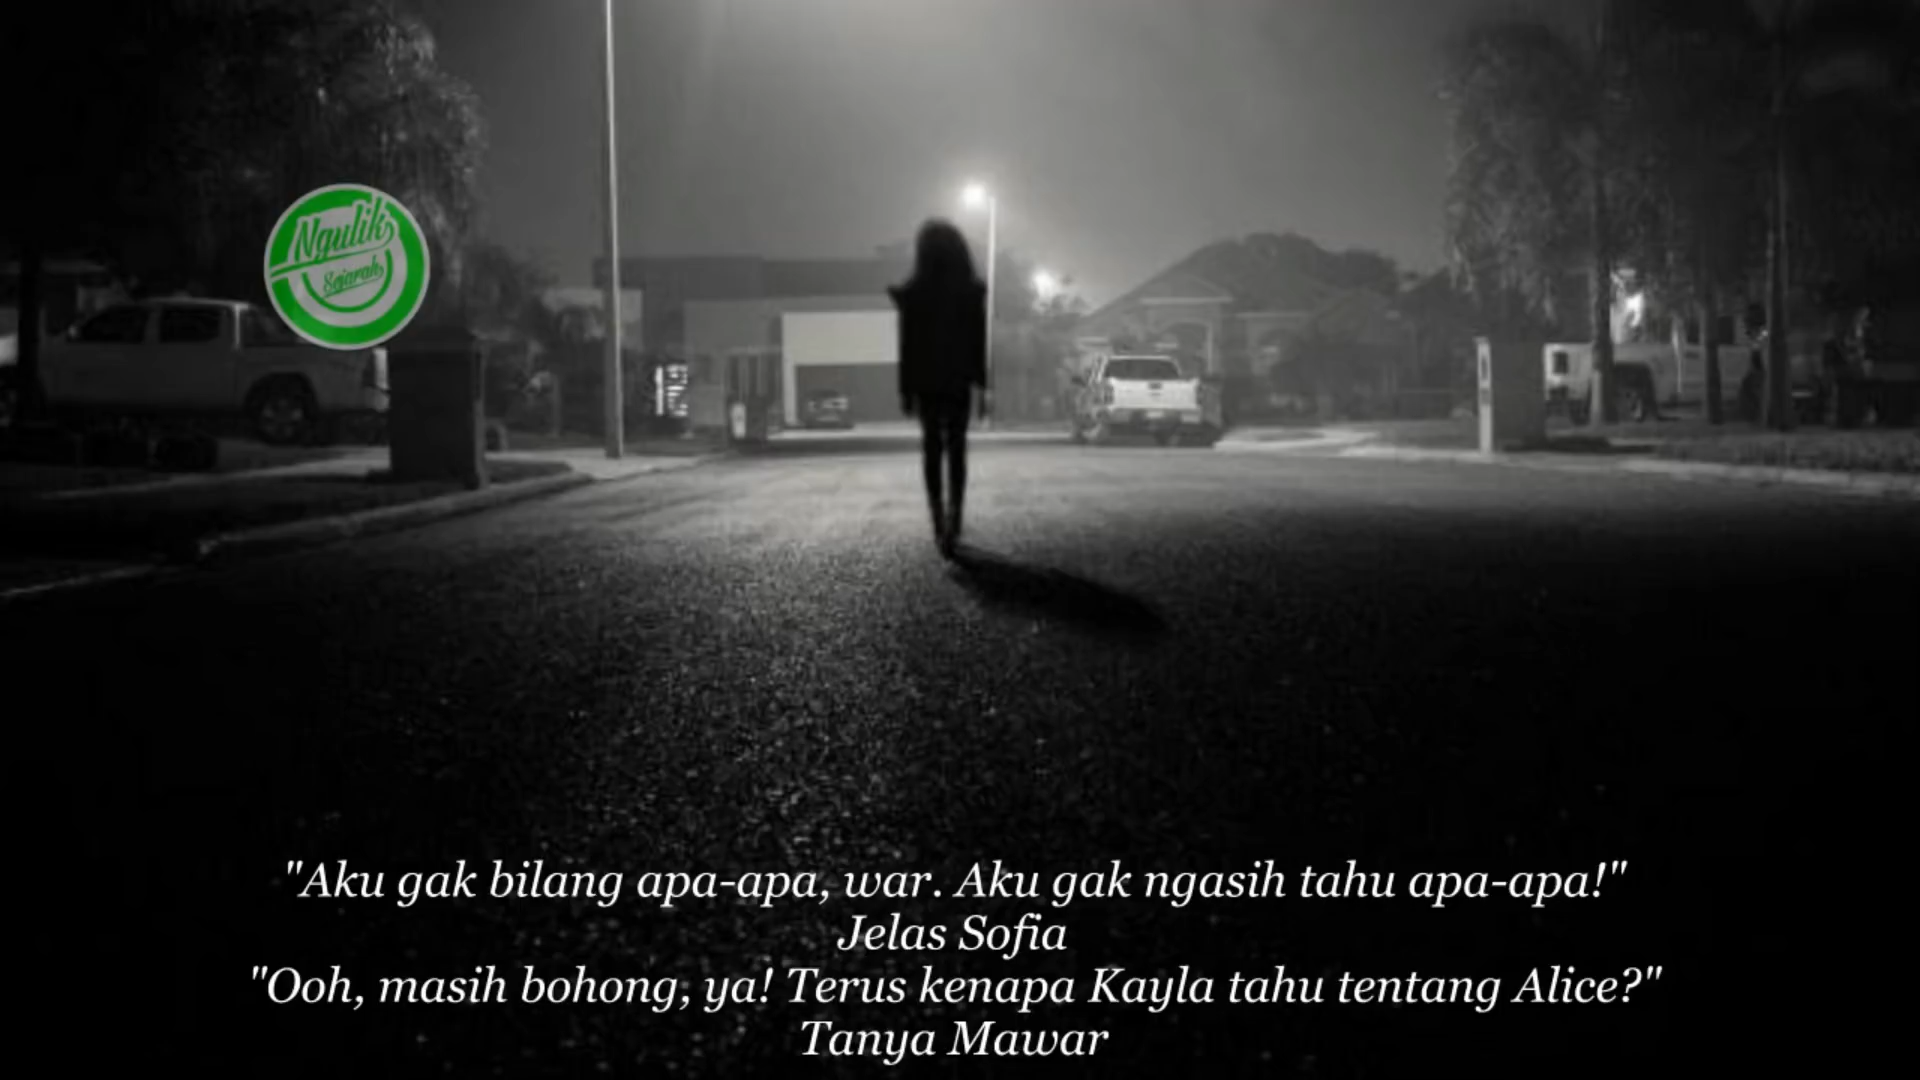 Ngulik
Sejarah
"Aku gak bilang apa-apa, war. Aku gak ngasih tahu apa-apa!"
Jelas Sofia
"Ooh, masih bohong, ya! Terus kenapa Kayla tahu tentang Alice?"
Tanya Mawar